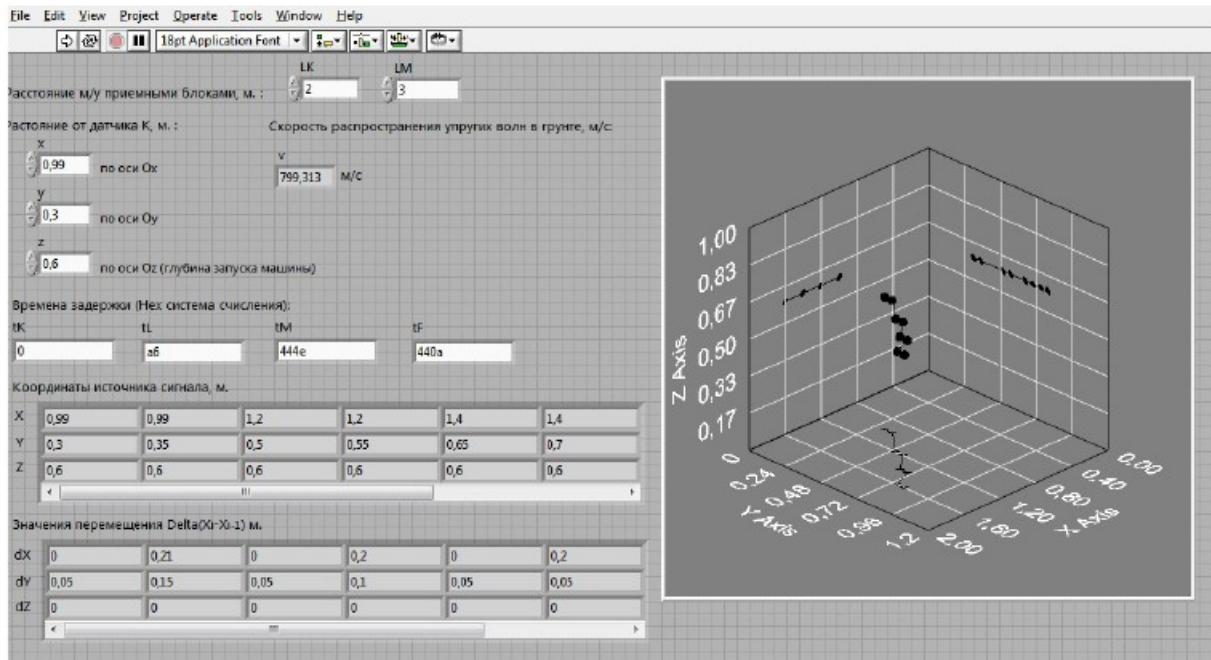 File Edit View Project Operate Tools Window Help
18pt Application Font
LK LM
Расстояние м/у приемными блоками, м. : 2 3
Растояние от датчика K, м. : Скорость распространения упругих волн в грунте, м/с:
x
0,99 по оси Ox
v
799,313 м/с
y
0,3 по оси Oy
z
0,6 по оси Oz (глубина запуска машины)
Времена задержки (Hex система счисления):
tK tL tM tF
0 a6 444e 440a
Координаты источника сигнала, м.
X 0,99 0,99 1,2 1,2 1,4 1,4
Y 0,3 0,35 0,5 0,55 0,65 0,7
Z 0,6 0,6 0,6 0,6 0,6 0,6
Значения перемещения Delta(Xi-Xi-1) м.
dX 0 0,21 0 0,2 0 0,2
dY 0,05 0,15 0,05 0,1 0,05 0,05
dZ 0 0 0 0 0 0
Z Axis
1,00
0,83
0,67
0,50
0,33
0,17
0
0,24
0,48
0,72
0,96
1,2
Y Axis
2,00
1,60
1,20
0,80
0,40
0,00
X Axis